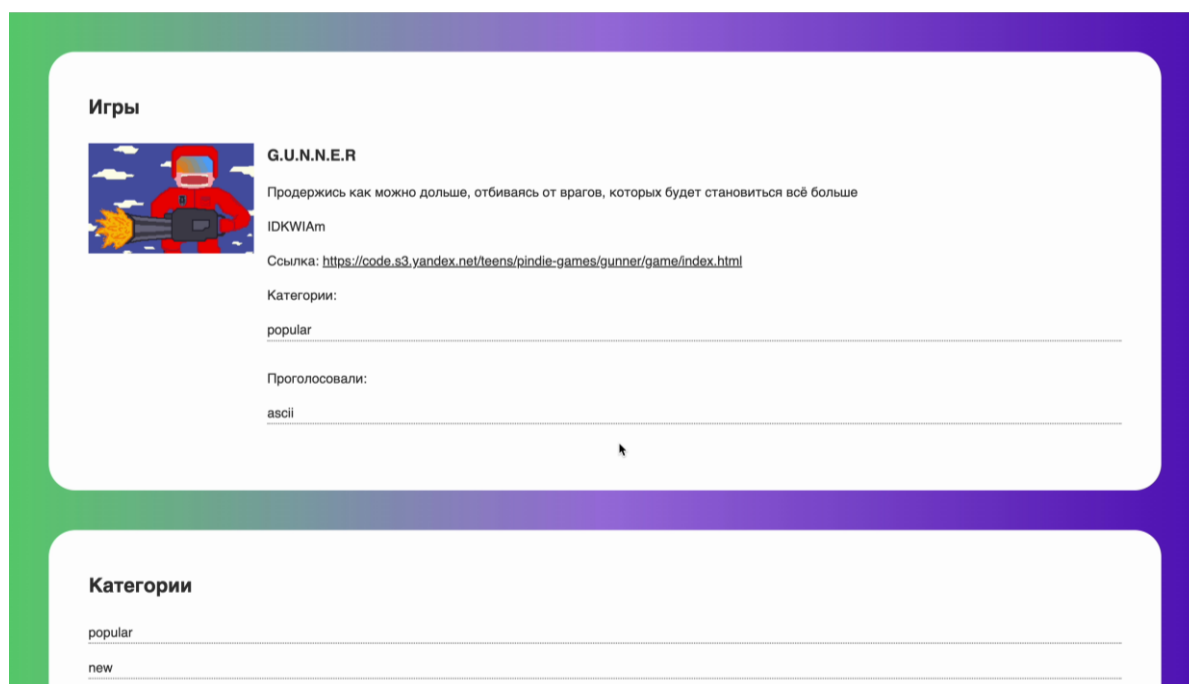 Игры
G.U.N.N.E.R
Продержись как можно дольше, отбиваясь от врагов, которых будет становиться всё больше
IDKWIAm
Ссылка: https://code.s3.yandex.net/teens/pindie-games/gunner/game/index.html
Категории:
popular
Проголосовали:
ascii
Категории
popular
new